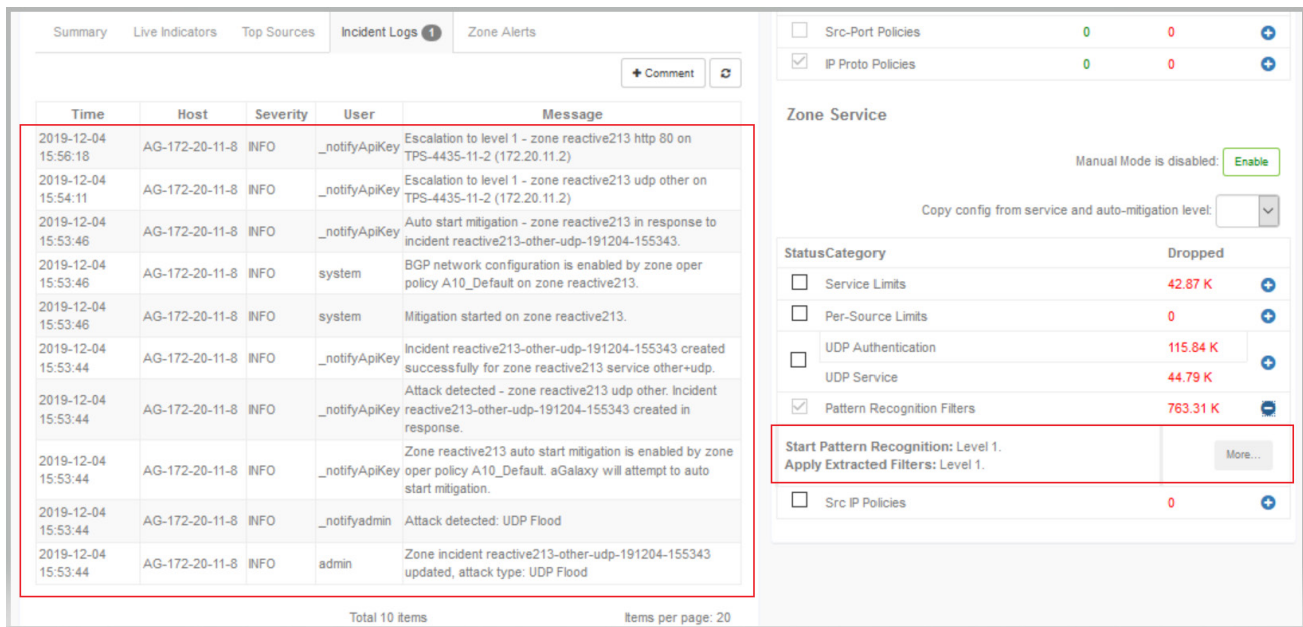 Summary Live Indicators Top Sources Incident Logs 1 Zone Alerts
+ Comment
Time Host Severity User Message
2019-12-04 15:56:18 AG-172-20-11-8 INFO _notifyApiKey Escalation to level 1 - zone reactive213 http 80 on
TPS-4435-11-2 (172.20.11.2)
2019-12-04 15:54:11 AG-172-20-11-8 INFO _notifyApiKey Escalation to level 1 - zone reactive213 udp other on
TPS-4435-11-2 (172.20.11.2)
2019-12-04 15:53:46 AG-172-20-11-8 INFO _notifyApiKey Auto start mitigation - zone reactive213 in response to
incident reactive213-other-udp-191204-155343.
2019-12-04 15:53:46 AG-172-20-11-8 INFO system BGP network configuration is enabled by zone oper
policy A10_Default on zone reactive213.
2019-12-04 15:53:46 AG-172-20-11-8 INFO system Mitigation started on zone reactive213.
2019-12-04 15:53:44 AG-172-20-11-8 INFO _notifyApiKey Incident reactive213-other-udp-191204-155343 created
successfully for zone reactive213 service other+udp.
2019-12-04 15:53:44 AG-172-20-11-8 INFO _notifyApiKey Attack detected - zone reactive213 udp other. Incident
reactive213-other-udp-191204-155343 created in
response.
2019-12-04 15:53:44 AG-172-20-11-8 INFO _notifyApiKey Zone reactive213 auto start mitigation is enabled by zone
oper policy A10_Default. aGalaxy will attempt to auto
start mitigation.
2019-12-04 15:53:44 AG-172-20-11-8 INFO _notifyadmin Attack detected: UDP Flood
2019-12-04 15:53:44 AG-172-20-11-8 INFO admin Zone incident reactive213-other-udp-191204-155343
updated, attack type: UDP Flood
Total 10 items Items per page: 20
Src-Port Policies 0 0
IP Proto Policies 0 0
Zone Service
Manual Mode is disabled: Enable
Copy config from service and auto-mitigation level:
StatusCategory Dropped
Service Limits 42.87 K
Per-Source Limits 0
UDP Authentication 115.84 K
UDP Service 44.79 K
Pattern Recognition Filters 763.31 K
Start Pattern Recognition: Level 1.
Apply Extracted Filters: Level 1.
More...
Src IP Policies 0